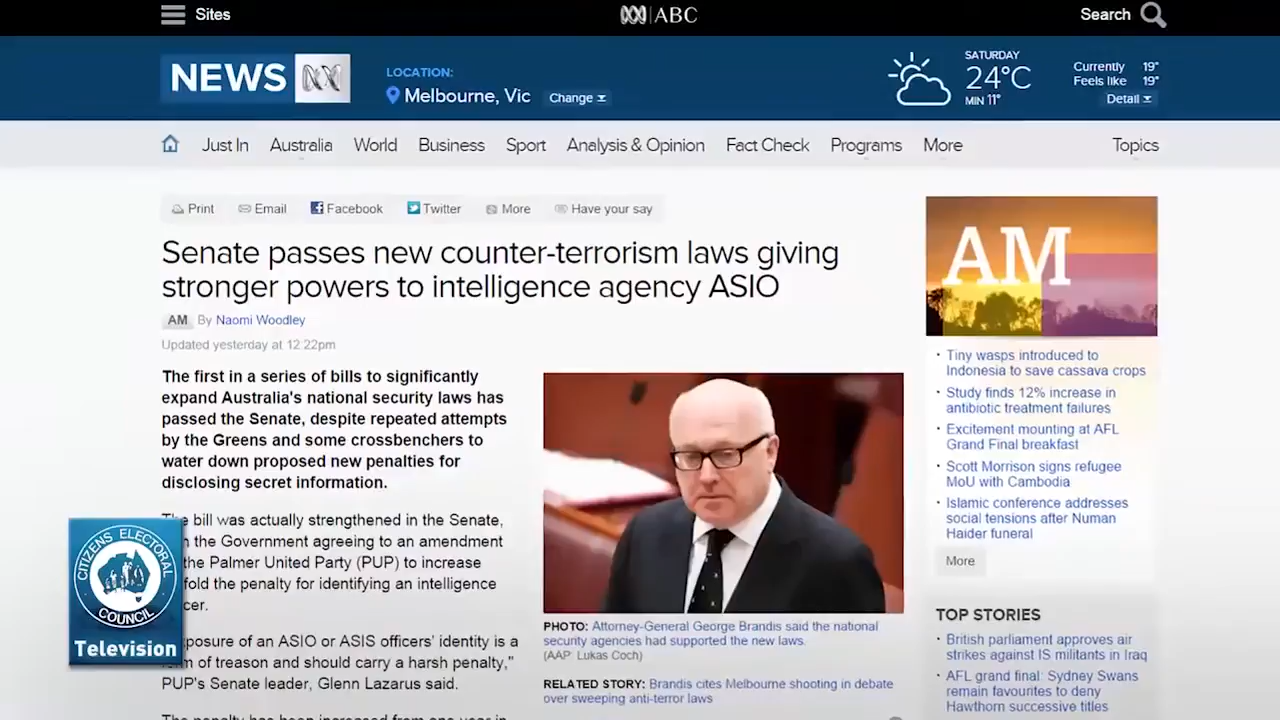 Sites
ABC
Search
NEWS
LOCATION:
Melbourne, Vic Change
SATURDAY
24°C
MIN 11°
Currently 19°
Feels like 19°
Detail
Just In Australia World Business Sport Analysis & Opinion Fact Check Programs More Topics
Print Email Facebook Twitter More Have your say
Senate passes new counter-terrorism laws giving
stronger powers to intelligence agency ASIO
AM By Naomi Woodley
Updated yesterday at 12:22pm
The first in a series of bills to significantly
expand Australia's national security laws has
passed the Senate, despite repeated attempts
by the Greens and some crossbenchers to
water down proposed new penalties for
disclosing secret information.
The bill was actually strengthened in the Senate,
the Government agreeing to an amendment
the Palmer United Party (PUP) to increase
fold the penalty for identifying an intelligence
posure of an ASIO or ASIS officers' identity is a
of treason and should carry a harsh penalty,"
PUP's Senate leader, Glenn Lazarus said.
The penalty has been increased from one year in
CITIZENS ELECTORAL
COUNCIL
Television
PHOTO: Attorney-General George Brandis said the national
security agencies had supported the new laws.
(AAP: Lukas Coch)
RELATED STORY: Brandis cites Melbourne shooting in debate
over sweeping anti-terror laws
AM
Tiny wasps introduced to
Indonesia to save cassava crops
Study finds 12% increase in
antibiotic treatment failures
Excitement mounting at AFL
Grand Final breakfast
Scott Morrison signs refugee
MoU with Cambodia
Islamic conference addresses
social tensions after Numan
Haider funeral
More
TOP STORIES
British parliament approves air
strikes against IS militants in Iraq
AFL grand final: Sydney Swans
remain favourites to deny
Hawthorn successive titles